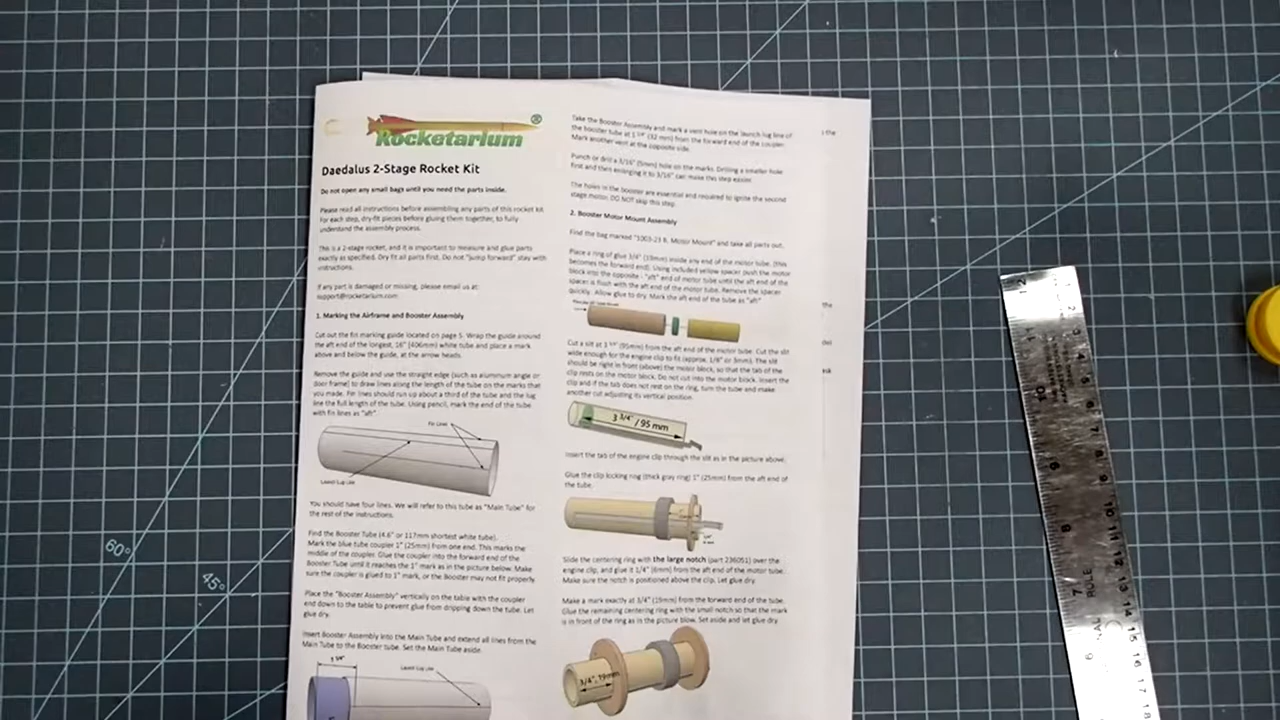 Rocketarium®
Daedalus 2-Stage Rocket Kit
Do not open any small bags until you need the parts inside.
Please read all instructions before assembling any parts of this rocket kit.
For each step, dry-fit pieces before gluing them together, to fully
understand the assembly process.
This is a 2-stage rocket, and it is important to measure and glue parts
exactly as specified. Dry fit all parts first. Do not "jump forward" stay with
instructions.
If any part is damaged or missing, please email us at:
support@rocketarium.com
1. Marking the Airframe and Booster Assembly
Cut out the fin marking guide located on page 5. Wrap the guide around
the aft end of the longest, 16" (406mm) white tube and place a mark
above and below the guide, at the arrow heads.
Remove the guide and use the straight edge (such as aluminum angle or
door frame) to draw lines along the length of the tube on the marks that
you made. Fin lines should run up about a third of the tube and the lug
line the full length of the tube. Using pencil, mark the end of the tube
with fin lines as "aft".
Fin Lines
Launch Lug Line
You should have four lines. We will refer to this tube as "Main Tube" for
the rest of the instructions.
Find the Booster Tube (4.6" or 117mm shortest white tube).
Mark the blue tube coupler 1" (25mm) from one end. This marks the
middle of the coupler. Glue the coupler into the forward end of the
Booster Tube until it reaches the 1" mark as in the picture below. Make
sure the coupler is glued to 1" mark, or the Booster may not fit properly
Place the "Booster Assembly" vertically on the table with the coupler
end down to the table to prevent glue from dripping down the tube. Let
glue dry.
Insert Booster Assembly into the Main Tube and extend all lines from the
Main Tube to the Booster tube. Set the Main Tube aside.
1 1/4"
Launch Lug Line
Take the Booster Assembly and mark a vent hole on the launch lug line of
the booster tube at 1 1/4" (32 mm) from the forward end of the coupler.
Mark another vent at the opposite side.
Punch or drill a 3/16" (5mm) hole on the marks. Drilling a smaller hole
first and then enlarging it to 3/16" can make this step easier.
The holes in the booster are essential and required to ignite the second
stage motor. DO NOT skip this step.
2. Booster Motor Mount Assembly
Find the bag marked "1003-23 B. Motor Mount" and take all parts out.
Place a ring of glue 3/4" (19mm) inside any end of the motor tube. (this
becomes the forward end). Using included yellow spacer push the motor
block into the opposite - "aft" end of motor tube until the aft end of the
spacer is flush with the aft end of the motor tube. Remove the spacer
quickly. Allow glue to dry. Mark the aft end of the tube as "aft"
Cut a slit at 3 3/4" (95mm) from the aft end of the motor tube. Cut the slit
wide enough for the engine clip to fit (approx. 1/8" or 3mm). The slit
should be right in front (above) the motor block, so that the tab of the
clip rests on the motor block. Do not cut into the motor block. Insert the
clip and if the tab does not rest on the ring, turn the tube and make
another cut adjusting its vertical position.
3 3/4" / 95 mm
Insert the tab of the engine clip through the slit as in the picture above.
Glue the clip locking ring (thick gray ring) 1" (25mm) from the aft end of
the tube.
Slide the centering ring with the large notch (part 236051) over the
engine clip, and glue it 1/4" (6mm) from the aft end of the motor tube.
Make sure the notch is positioned above the clip. Let glue dry.
Make a mark exactly at 3/4" (19mm) from the forward end of the tube.
Glue the remaining centering ring with the small notch so that the mark
is in front of the ring as in the picture blow. Set aside and let glue dry.
3/4", 19mm
the
60°
45°